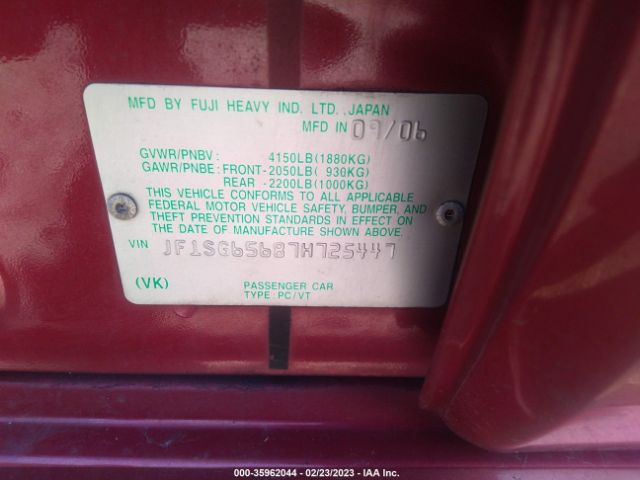 MFD BY FUJI HEAVY IND. LTD. JAPAN
MFD IN 09/06
GVWR/PNBV : 4150LB(1880KG)
GAWR/PNBE: FRONT-2050LB( 930KG)
REAR -2200LB(1000KG)
THIS VEHICLE CONFORMS TO ALL APPLICABLE
FEDERAL MOTOR VEHICLE SAFETY, BUMPER, AND
THEFT PREVENTION STANDARDS IN EFFECT ON
THE DATE OF MANUFACTURE SHOWN ABOVE.
VIN JF1SG65687H725447
(VK) PASSENGER CAR
TYPE: PC/VT
000-35962044 - 02/23/2023 - IAA Inc.